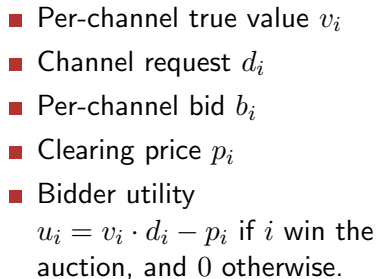 Per-channel true value v_i
Channel request d_i
Per-channel bid b_i
Clearing price p_i
Bidder utility
u_i = v_i · d_i − p_i if i win the
auction, and 0 otherwise.